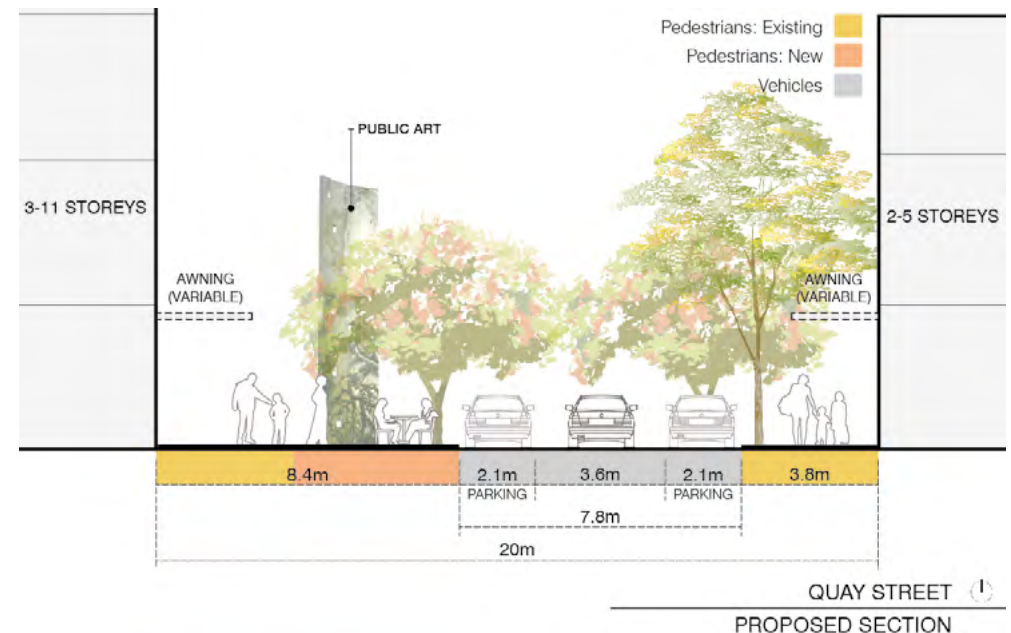 Pedestrians: Existing
Pedestrians: New
Vehicles
PUBLIC ART
3-11 STOREYS
2-5 STOREYS
AWNING
(VARIABLE)
AWNING
(VARIABLE)
8.4m
2.1m
3.6m
2.1m
3.8m
PARKING
PARKING
7.8m
20m
QUAY STREET
PROPOSED SECTION